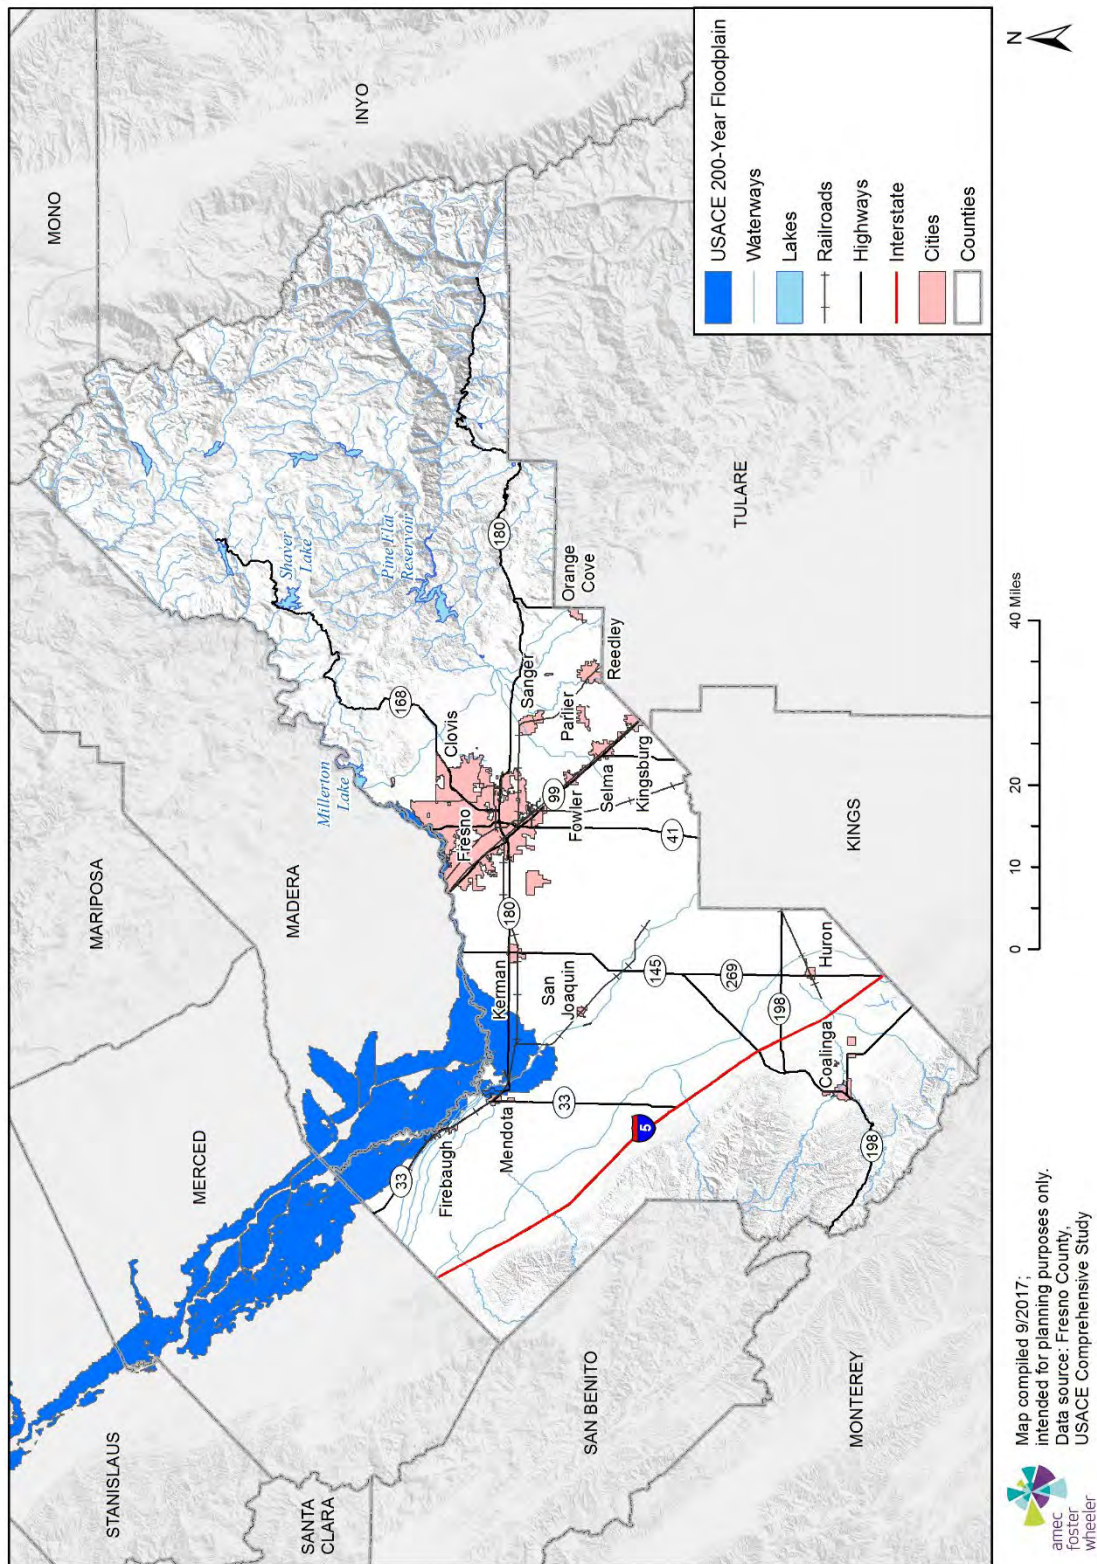 MONO
INYO
MARIPOSA
MADERA
MERCED
STANISLAUS
SANTA
CLARA
SAN BENITO
MONTEREY
KINGS
TULARE
Shaver
Lake
Pine Flat
Reservoir
Millerton
Lake
168
Clovis
Fresno
180
Orange
Cove
Reedley
Sanger
Parlier
99
Fowler
Selma
Kingsburg
41
180
Kerman
San
Joaquin
145
269
198
Huron
Coalinga
198
33
Firebaugh
Mendota
33
5
USACE 200-Year Floodplain
Waterways
Lakes
Railroads
Highways
Interstate
Cities
Counties
N
0 10 20 40 Miles
amec
foster
wheeler
Map compiled 9/2017;
intended for planning purposes only.
Data source: Fresno County,
USACE Comprehensive Study